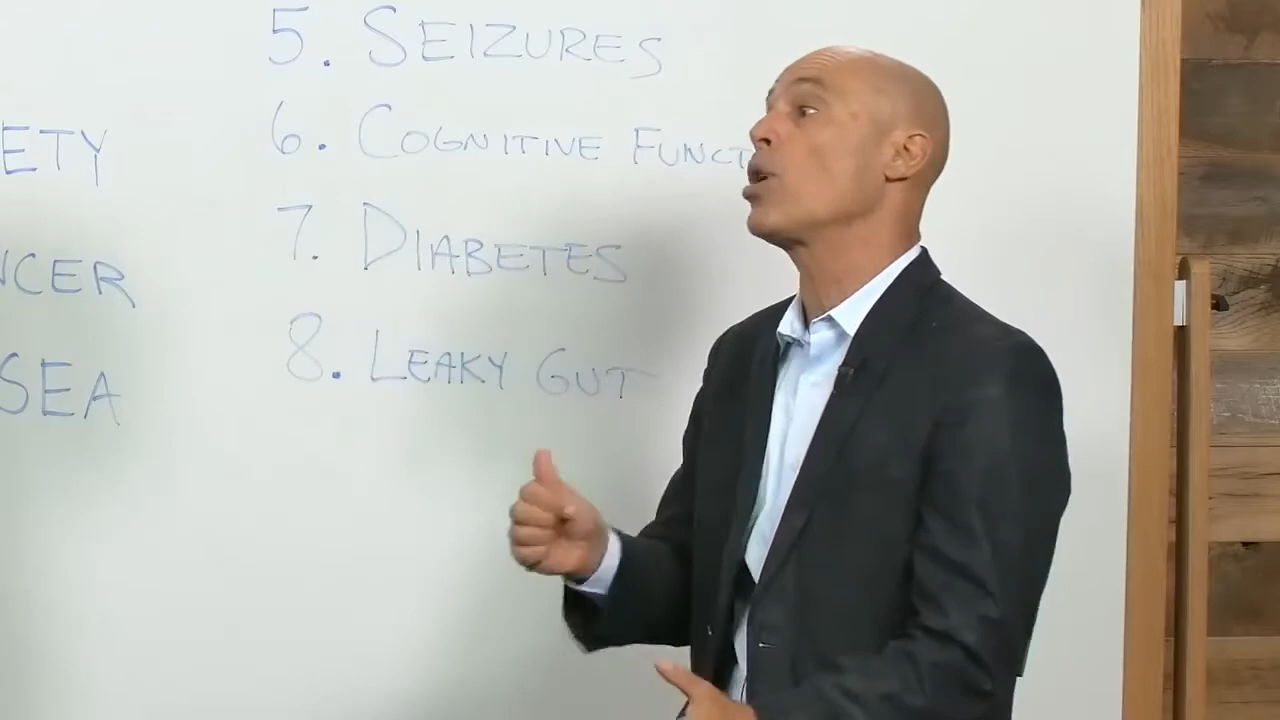 5. SEIZURES
6. COGNITIVE FUNCT
7. DIABETES
8. LEAKY GUT
ETY
NCER
SEA